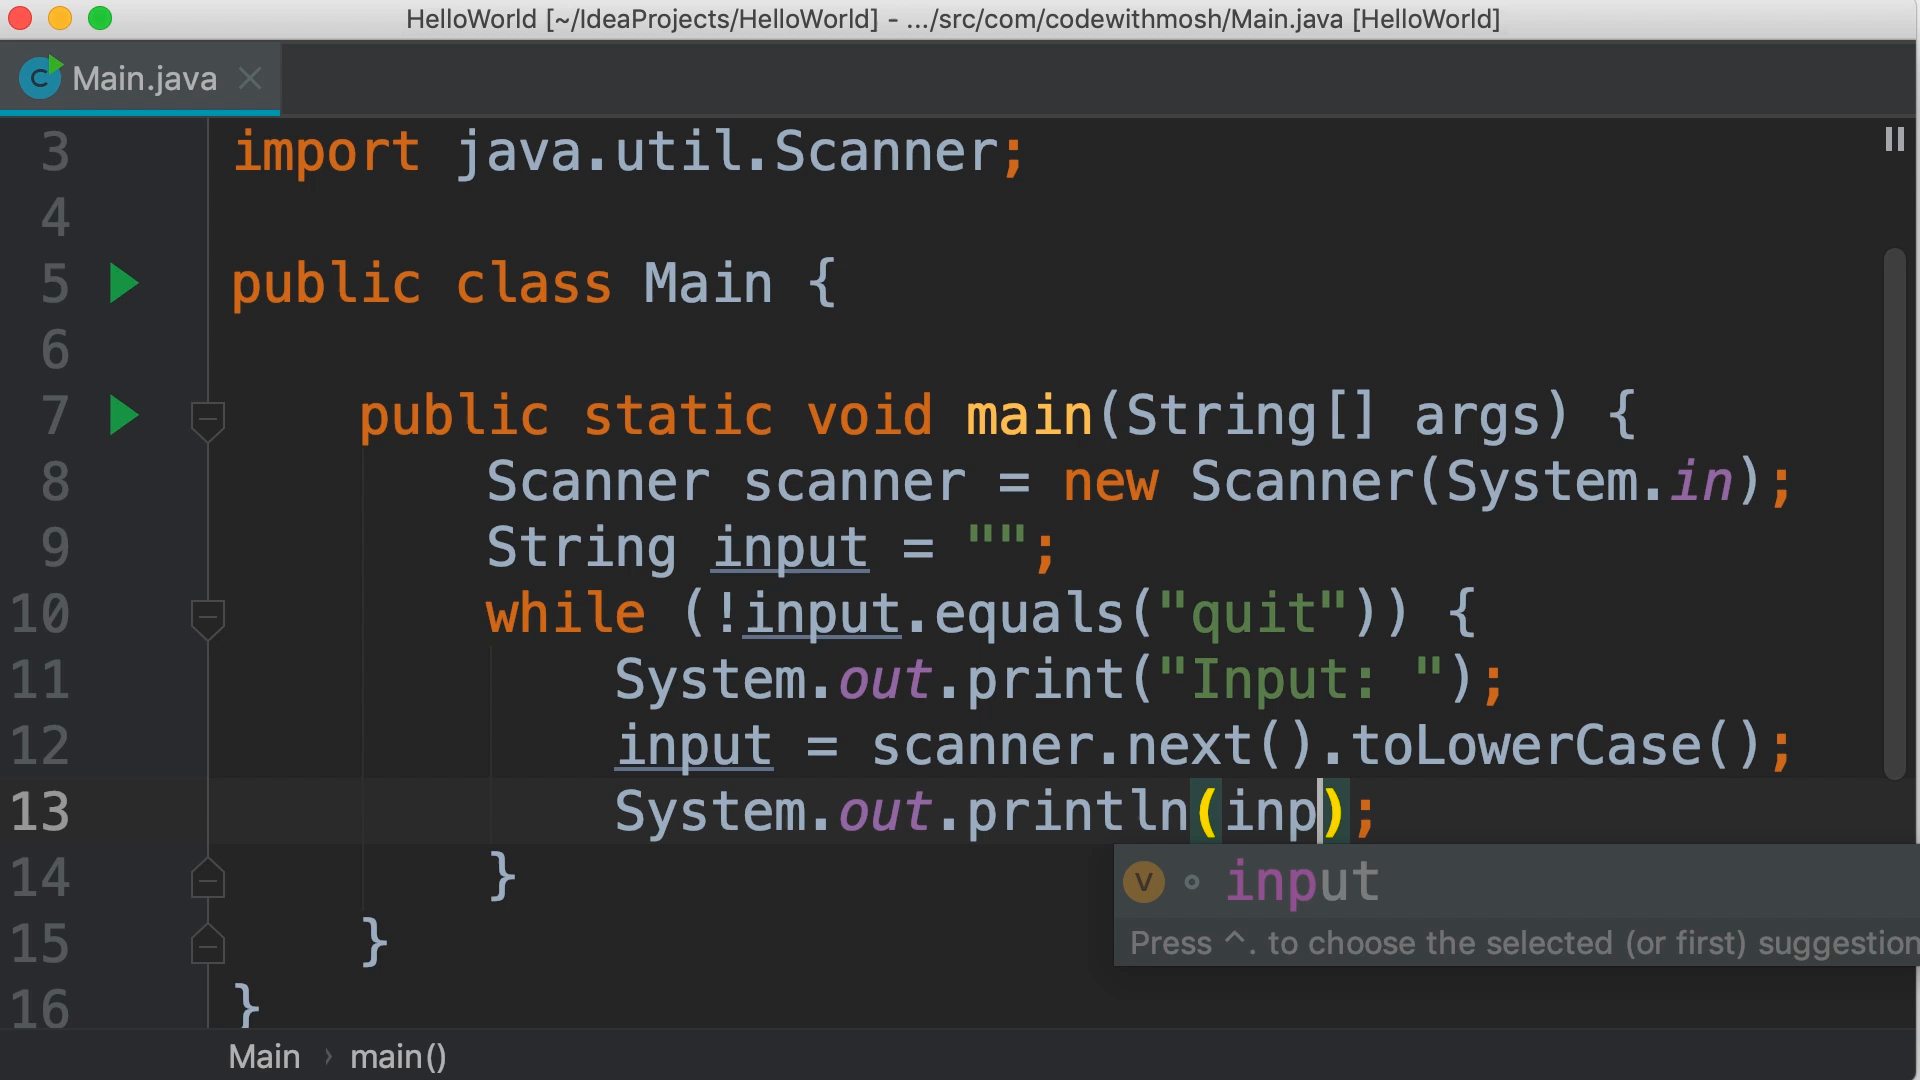 HelloWorld [~/IdeaProjects/HelloWorld] - .../src/com/codewithmosh/Main.java [HelloWorld]
C Main.java
3 import java.util.Scanner;
4
5 public class Main {
6
7 public static void main(String[] args) {
8 Scanner scanner = new Scanner(System.in);
9 String input = "";
10 while (!input.equals("quit")) {
11 System.out.print("Input: ");
12 input = scanner.next().toLowerCase();
13 System.out.println(inp);
14 }
V input
15 }
Press ^. to choose the selected (or first) suggestion
16 }
Main › main()